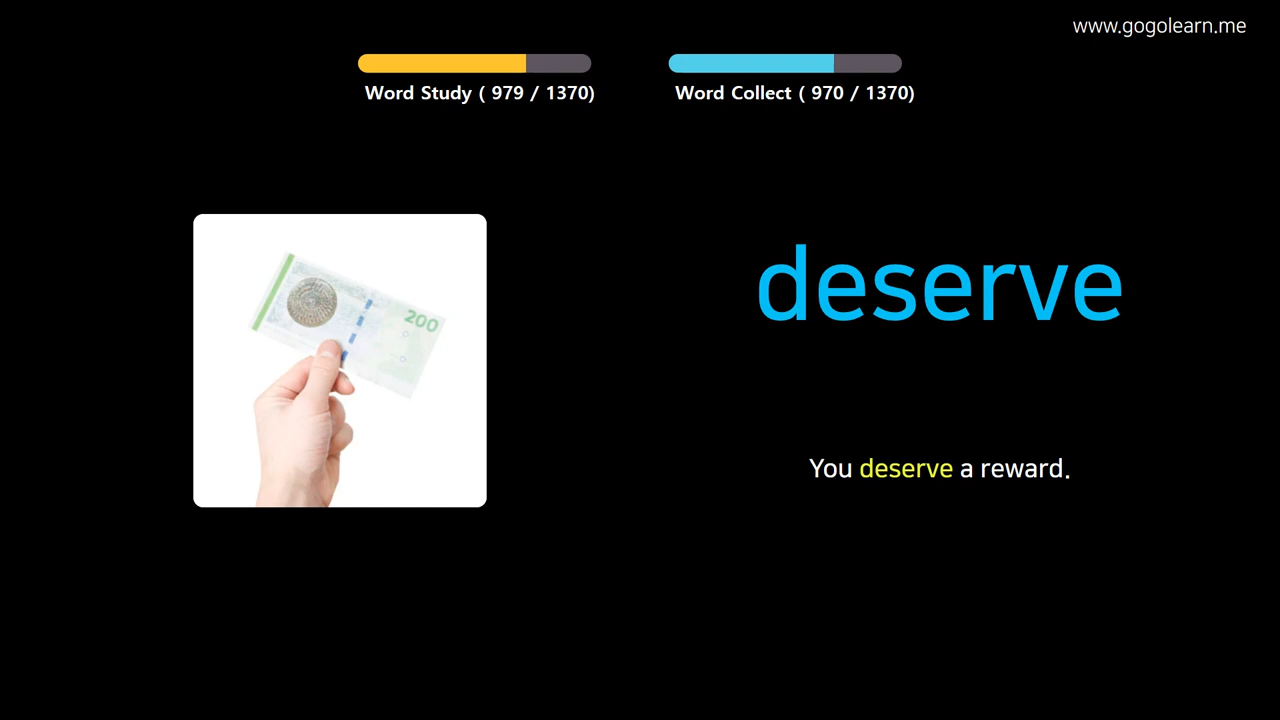 www.gogolearn.me
Word Study ( 979 / 1370)
Word Collect ( 970 / 1370)
200
deserve
You deserve a reward.